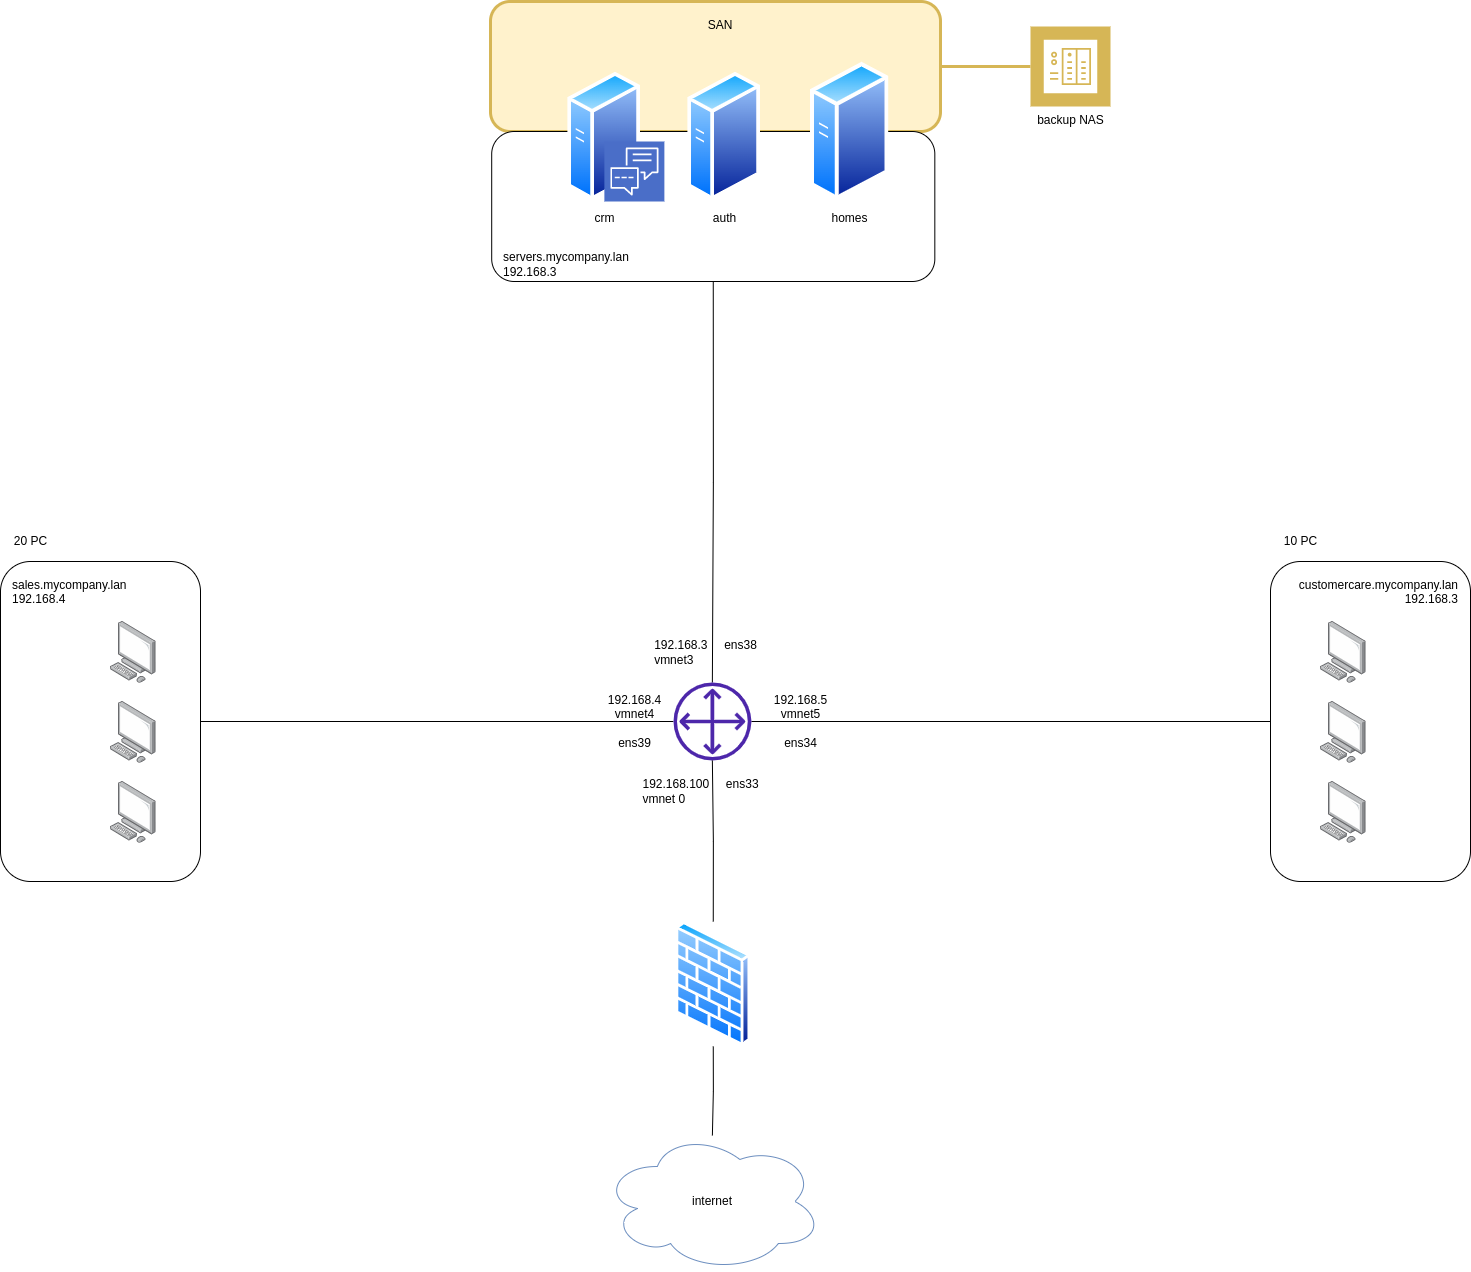 SAN
backup NAS
crm
auth
homes
servers.mycompany.lan
192.168.3
20 PC
10 PC
sales.mycompany.lan
192.168.4
customercare.mycompany.lan
192.168.3
192.168.3
vmnet3
ens38
192.168.4
vmnet4
ens39
192.168.5
vmnet5
ens34
192.168.100
vmnet 0
ens33
internet